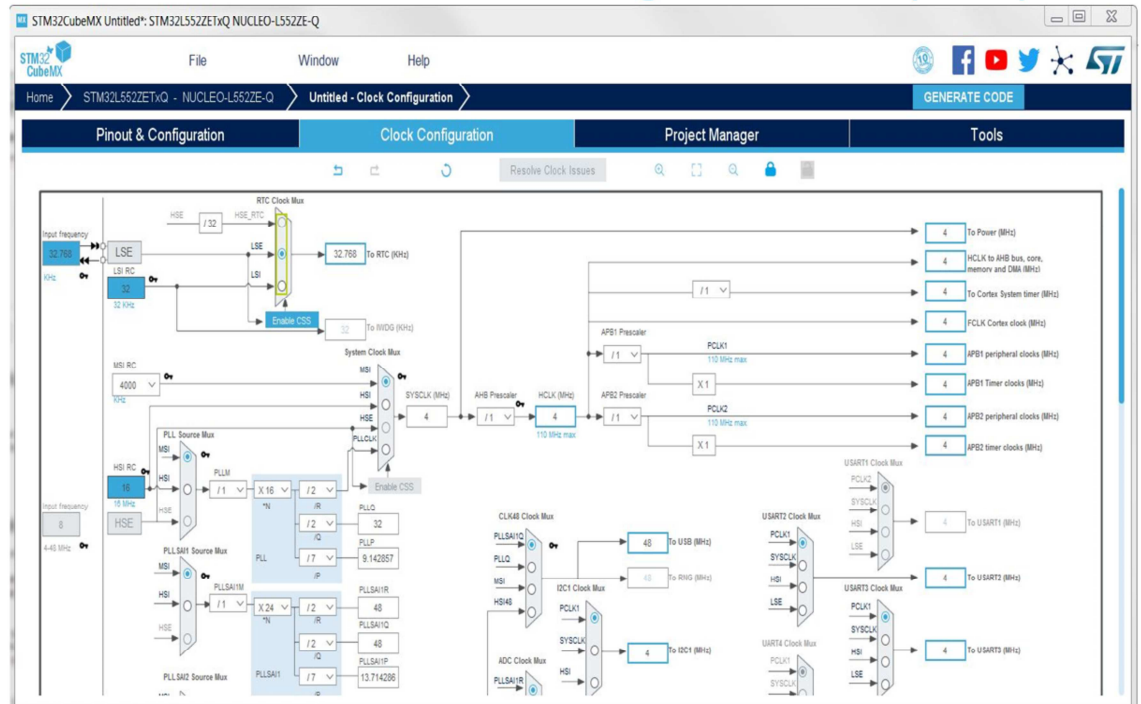 MX STM32CubeMX Untitled*: STM32L552ZETxQ NUCLEO-L552ZE-Q
STM32 CubeMX
File Window Help
10
Home STM32L552ZETxQ - NUCLEO-L552ZE-Q Untitled - Clock Configuration GENERATE CODE
Pinout & Configuration Clock Configuration Project Manager Tools
Resolve Clock Issues
RTC Clock Mux
HSE / 32 HSE_RTC
Input frequency
32.768
KHz
LSE
LSE
32.768 To RTC (KHz)
LSI RC
32
32 KHz
LSI
Enable CSS
32 To IWDG (KHz)
4 To Power (MHz)
4 HCLK to AHB bus, core,
memory and DMA (MHz)
/ 1
4 To Cortex System timer (MHz)
4 FCLK Cortex clock (MHz)
APB1 Prescaler
/ 1
PCLK1
110 MHz max
4 APB1 peripheral clocks (MHz)
X 1
4 APB1 Timer clocks (MHz)
System Clock Mux
MSI RC
4000
KHz
MSI
HSI
HSE
PLLCLK
SYSCLK (MHz)
4
AHB Prescaler
/ 1
HCLK (MHz)
4
110 MHz max
APB2 Prescaler
/ 1
PCLK2
110 MHz max
4 APB2 peripheral clocks (MHz)
X 1
4 APB2 timer clocks (MHz)
Enable CSS
PLL Source Mux
MSI
HSI
HSE
HSI RC
16
16 MHz
Input frequency
8
4-48 MHz
HSE
PLLM
/ 1
X 16
*N
/ 2
/R
PLLQ
/ 2
32
/Q
PLLP
/ 7
9.142857
/P
PLL
PLLSAI1 Source Mux
MSI
HSI
HSE
PLLSAI1M
/ 1
X 24
*N
PLLSAI1R
/ 2
48
/R
PLLSAI1Q
/ 2
48
/Q
PLLSAI1P
/ 7
13.714286
/P
PLLSAI1
PLLSAI2 Source Mux
MSI
CLK48 Clock Mux
PLLSAI1Q
PLLQ
MSI
HSI48
48 To USB (MHz)
48 To RNG (MHz)
I2C1 Clock Mux
PCLK1
SYSCLK
HSI
4 To I2C1 (MHz)
ADC Clock Mux
PLLSAI1R
USART1 Clock Mux
PCLK2
SYSCLK
HSI
LSE
4 To USART1 (MHz)
USART2 Clock Mux
PCLK1
SYSCLK
HSI
LSE
4 To USART2 (MHz)
USART3 Clock Mux
PCLK1
SYSCLK
HSI
LSE
4 To USART3 (MHz)
UART4 Clock Mux
PCLK1
SYSCLK